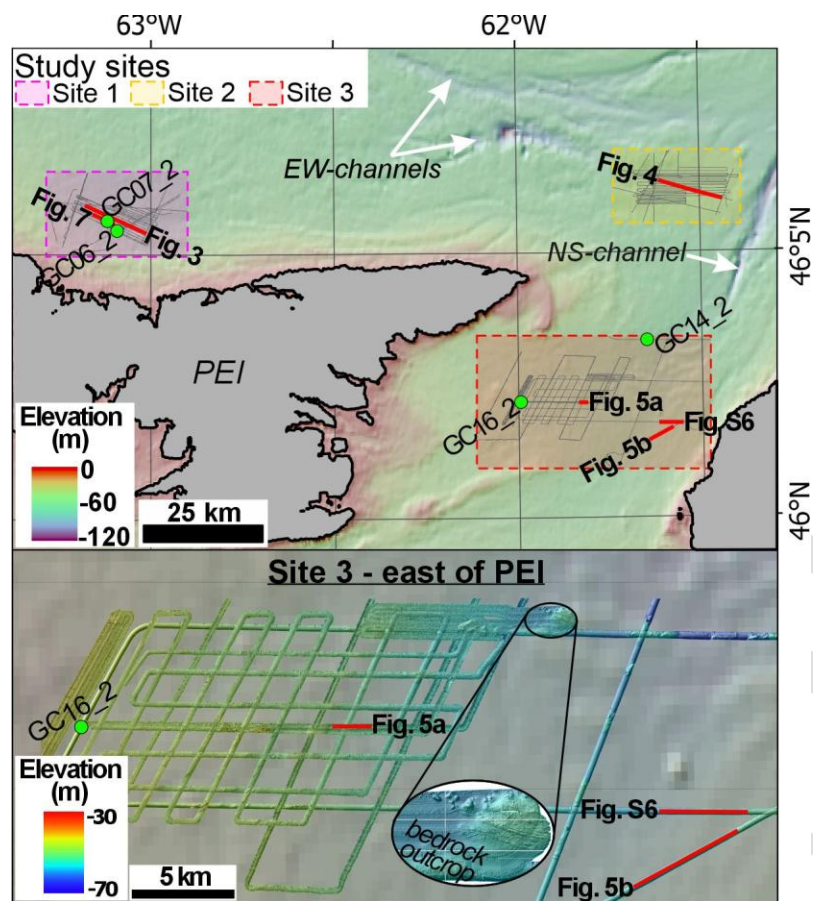 63°W
62°W
Study sites
Site 1
Site 2
Site 3
EW-channels
Fig. 4
GC07_2
Fig. 7
Fig. 3
GC06_2
NS-channel
46°5'N
GC14_2
PEI
Fig. 5a
GC16_2
Fig S6
Fig. 5b
Elevation
(m)
0
-60
-120
25 km
46°N
Site 3 - east of PEI
GC16_2
Fig. 5a
Elevation
(m)
-30
-70
5 km
bedrock
outcrop
Fig. S6
Fig. 5b